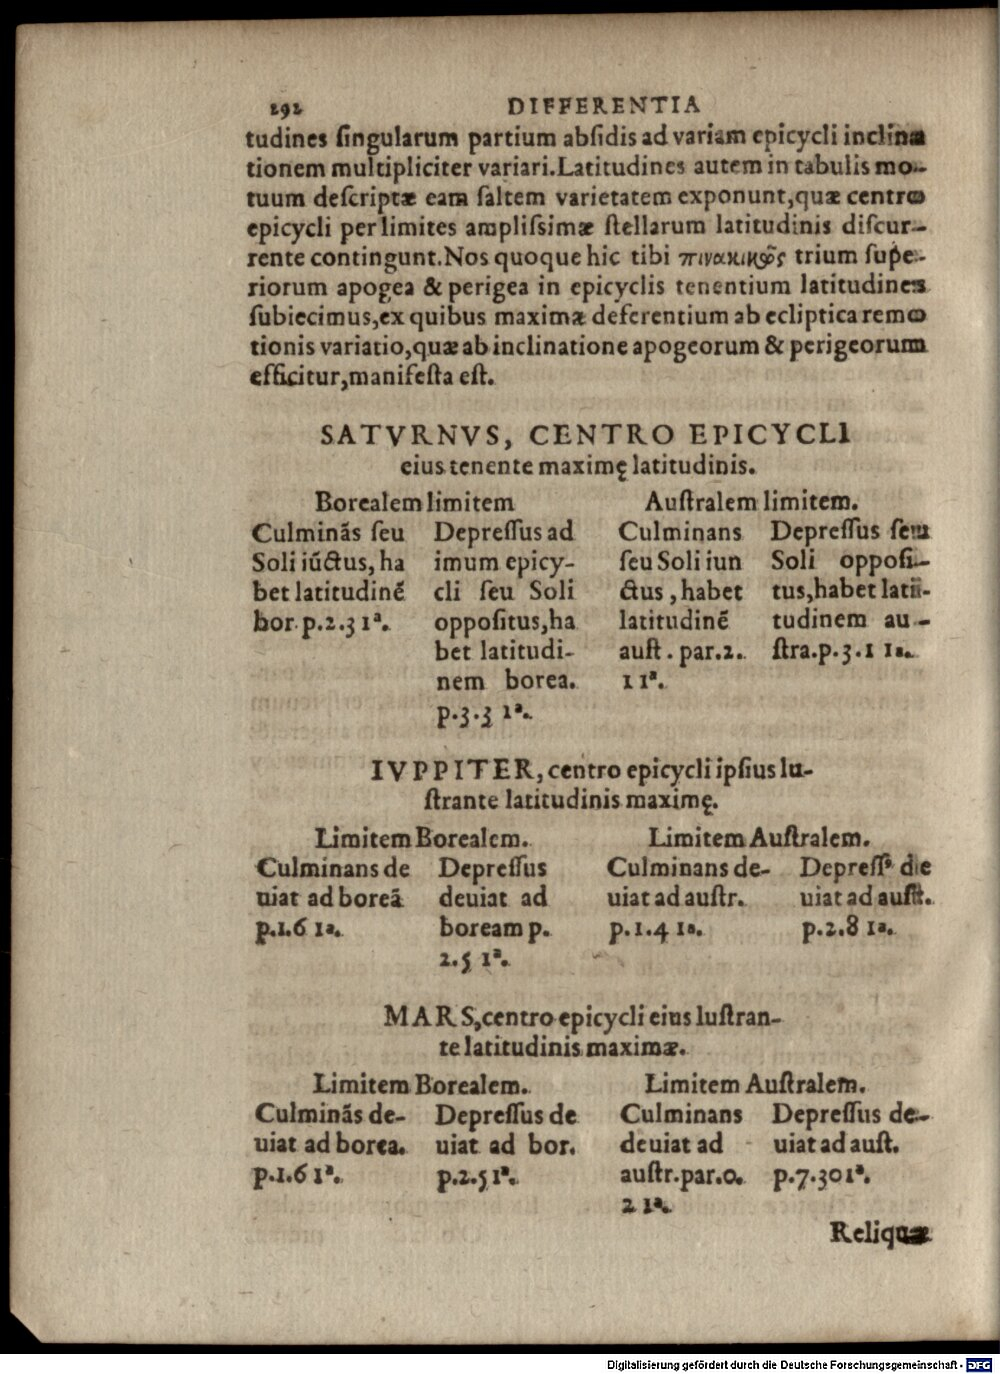 292 DIFFERENTIA
tudines ſingularum partium abſidis ad variam epicycli inclina
tionem multipliciter variari. Latitudines autem in tabulis mo-
tuum deſcriptæ eam ſaltem varietatem exponunt, quæ centro
epicycli per limites ampliſsimæ ſtellarum latitudinis diſcur-
rente contingunt. Nos quoque hic tibi πινακικῶς trium ſupe-
riorum apogea & perigea in epicyclis tenentium latitudines
ſubiecimus, ex quibus maximæ deferentium ab ecliptica remo
tionis variatio, quæ ab inclinatione apogeorum & perigeorum
efficitur, manifeſta eſt.
SATVRNVS, CENTRO EPICYCLI
eius tenente maximę latitudinis.
Borealem limitem
Culminãs ſeu
Soli iũctus, ha
bet latitudinẽ
bor. p. 2. 3 1ª.
Depreſſus ad
imum epicy-
cli ſeu Soli
oppoſitus, ha
bet latitudi-
nem borea.
p. 3. 3 1ª.
Auſtralem limitem.
Culminans
ſeu Soli iun
ctus, habet
latitudinẽ
auſt. par. 2.
1 1ª.
Depreſſus ſeu
Soli oppoſi-
tus, habet lati-
tudinem au-
ſtra. p. 3. 1 1ª.
IVPPITER, centro epicycli ipſius lu-
ſtrante latitudinis maximę.
Limitem Borealem.
Culminans de
uiat ad boreã
p. 1. 6 1ª.
Depreſſus
deuiat ad
boream p.
2. 5 1ª.
Limitem Auſtralem.
Culminans de-
uiat ad auſtr.
p. 1. 4 1ª.
Depreſſ⁹ de
uiat ad auſt.
p. 2. 8 1ª.
MARS, centro epicycli eius luſtran-
te latitudinis maximæ.
Limitem Borealem.
Culminãs de-
uiat ad borea.
p. 1. 6 1ª.
Depreſſus de
uiat ad bor.
p. 2. 5 1ª.
Limitem Auſtralem.
Culminans
deuiat ad
auſtr. par. 0.
2 1ª.
Depreſſus de-
uiat ad auſt.
p. 7. 30 1ª.
Reliquæ
Digitalisierung gefördert durch die Deutsche Forschungsgemeinschaft - DFG